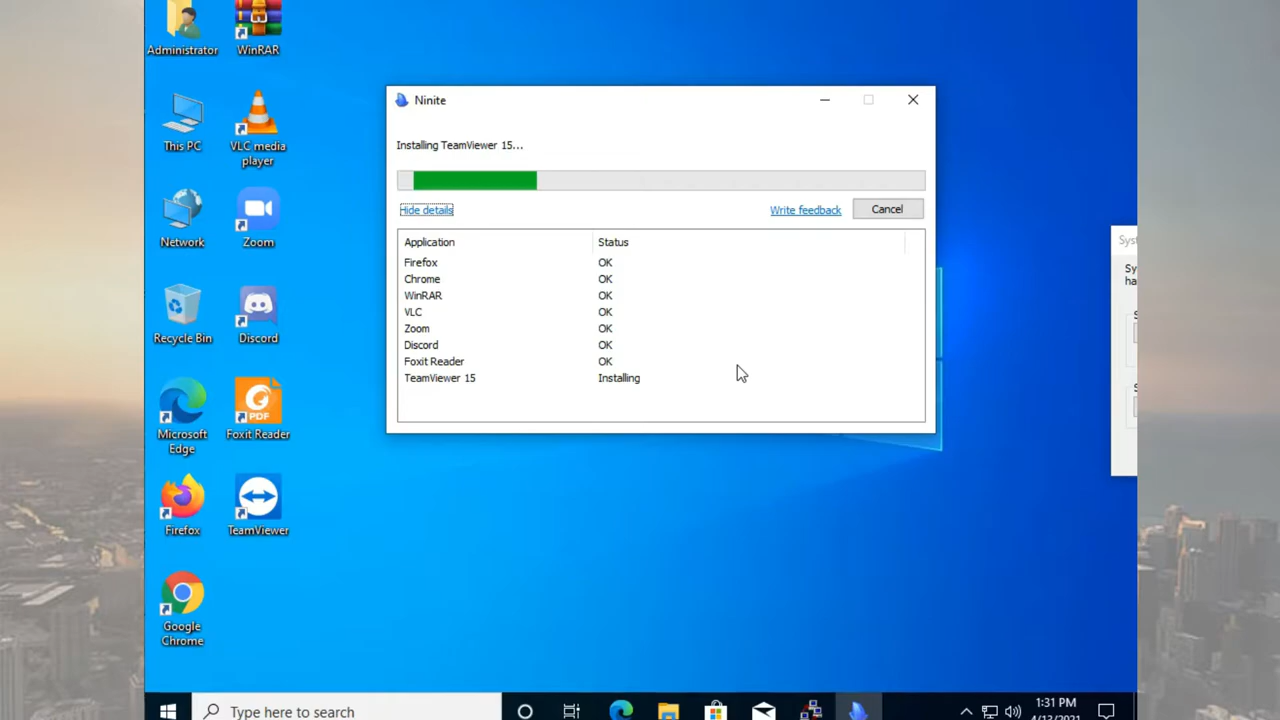 Administrator
WinRAR
This PC
VLC media
player
Network
Zoom
Recycle Bin
Discord
Microsoft
Edge
Foxit Reader
PDF
Firefox
TeamViewer
Google
Chrome
Ninite
Installing TeamViewer 15...
Hide details
Write feedback
Cancel
Application Status
Firefox OK
Chrome OK
WinRAR OK
VLC OK
Zoom OK
Discord OK
Foxit Reader OK
TeamViewer 15 Installing
Type here to search
1:31 PM
4/13/2021